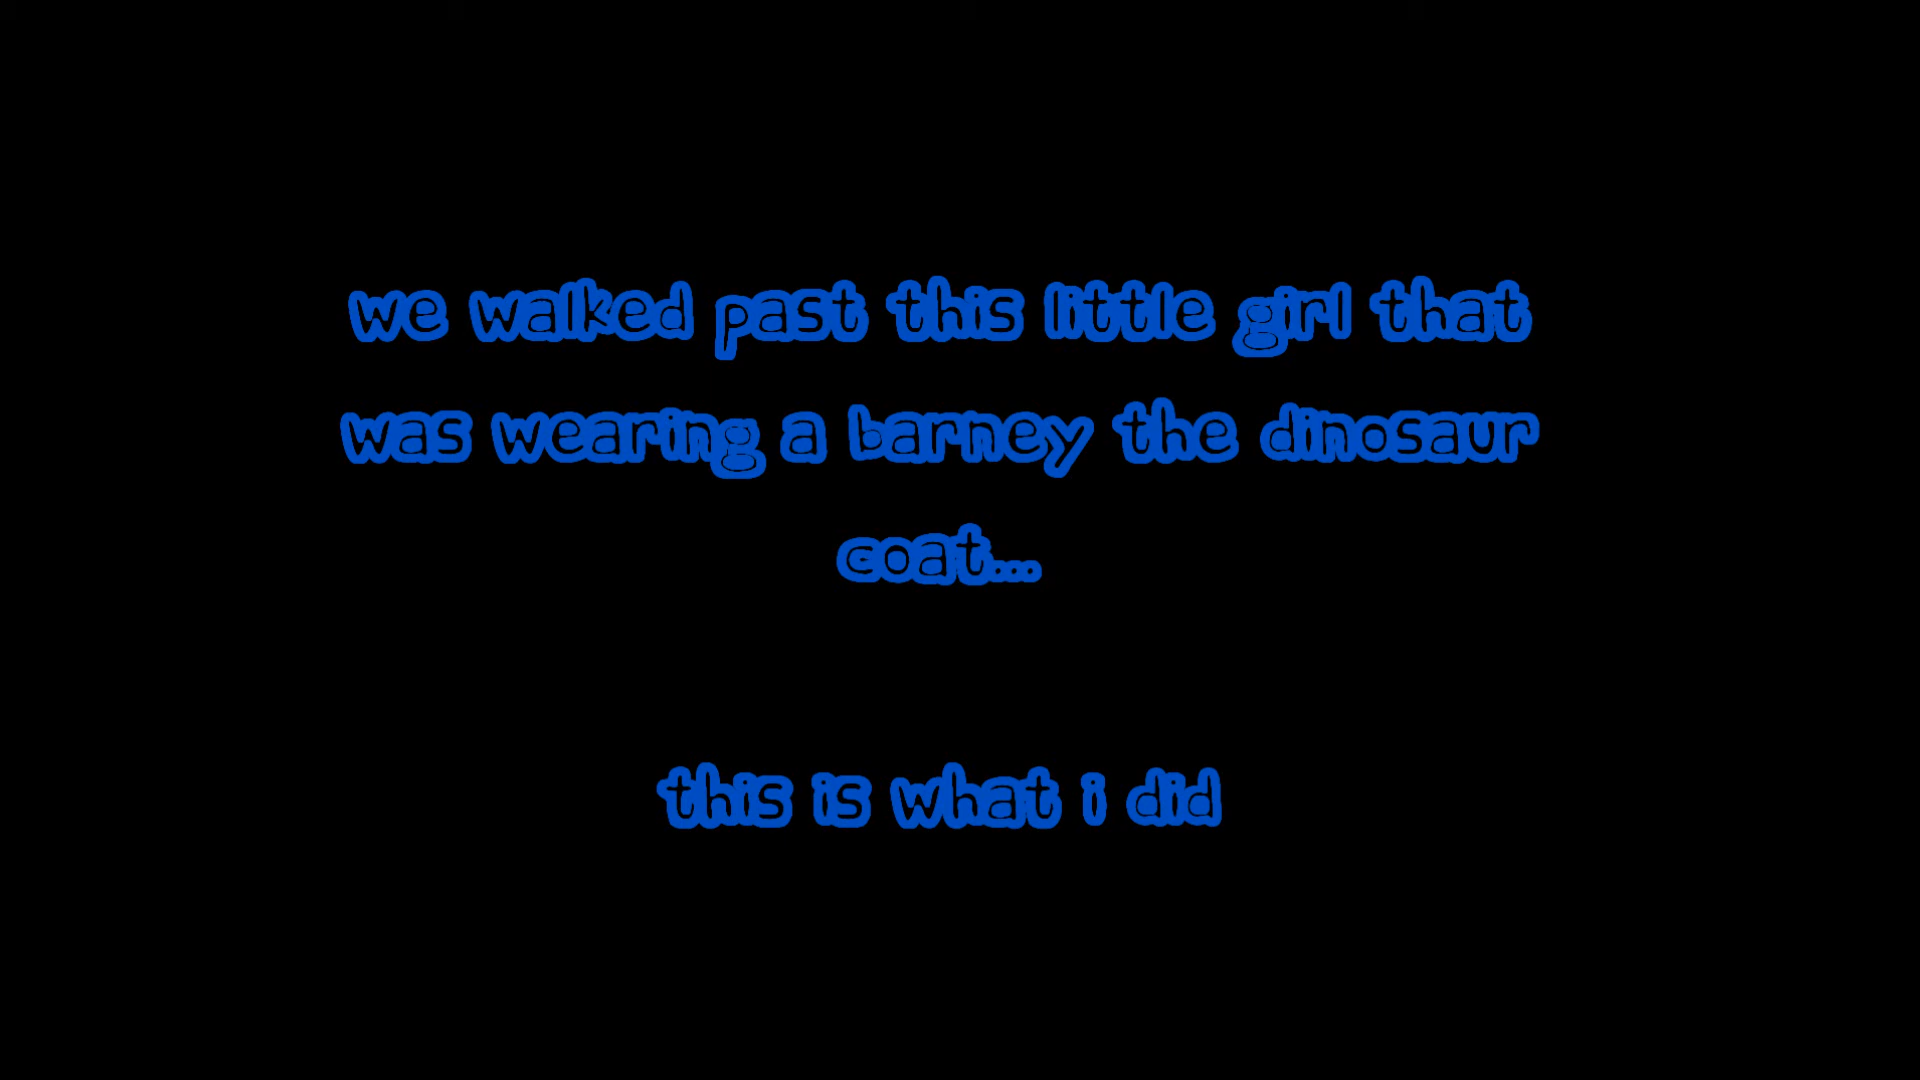 we walked past this little girl that
was wearing a barney the dinosaur
coat...
this is what i did